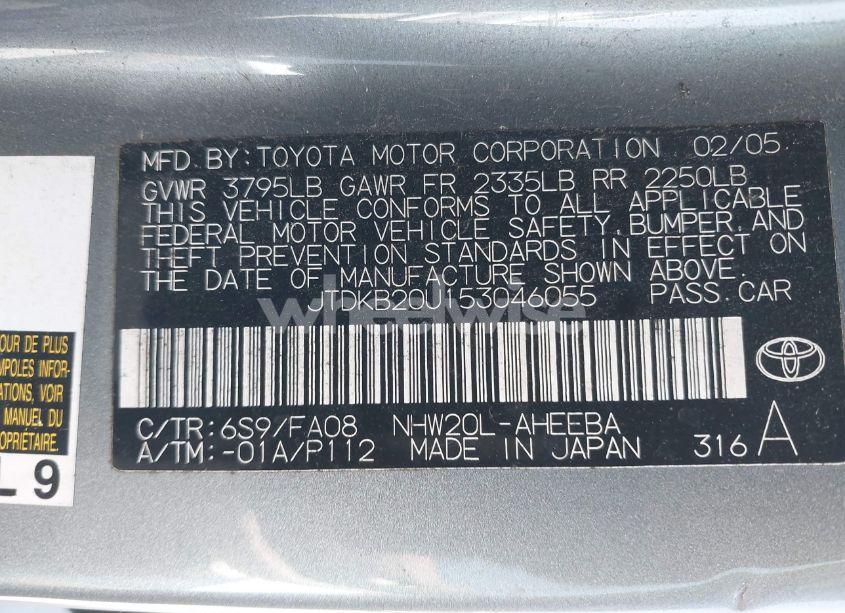 MFD.BY:TOYOTA MOTOR CORPORATION 02/05
GVWR 3795LB GAWR FR 2335LB RR 2250LB
THIS VEHICLE CONFORMS TO ALL APPLICABLE
FEDERAL MOTOR VEHICLE SAFETY,BUMPER,AND
THEFT PREVENTION STANDARDS IN EFFECT ON
THE DATE OF MANUFACTURE SHOWN ABOVE.
JTDKB20U153046055 PASS.CAR
wheelwise
C/TR:6S9/FA08 NHW20L-AHEEBA
A/TM:-01A/P112 MADE IN JAPAN 316 A
OUR DE PLUS
MPLES INFOR-
ATIONS, VOIR
MANUEL DU
OPRIÉTAIRE.
L 9